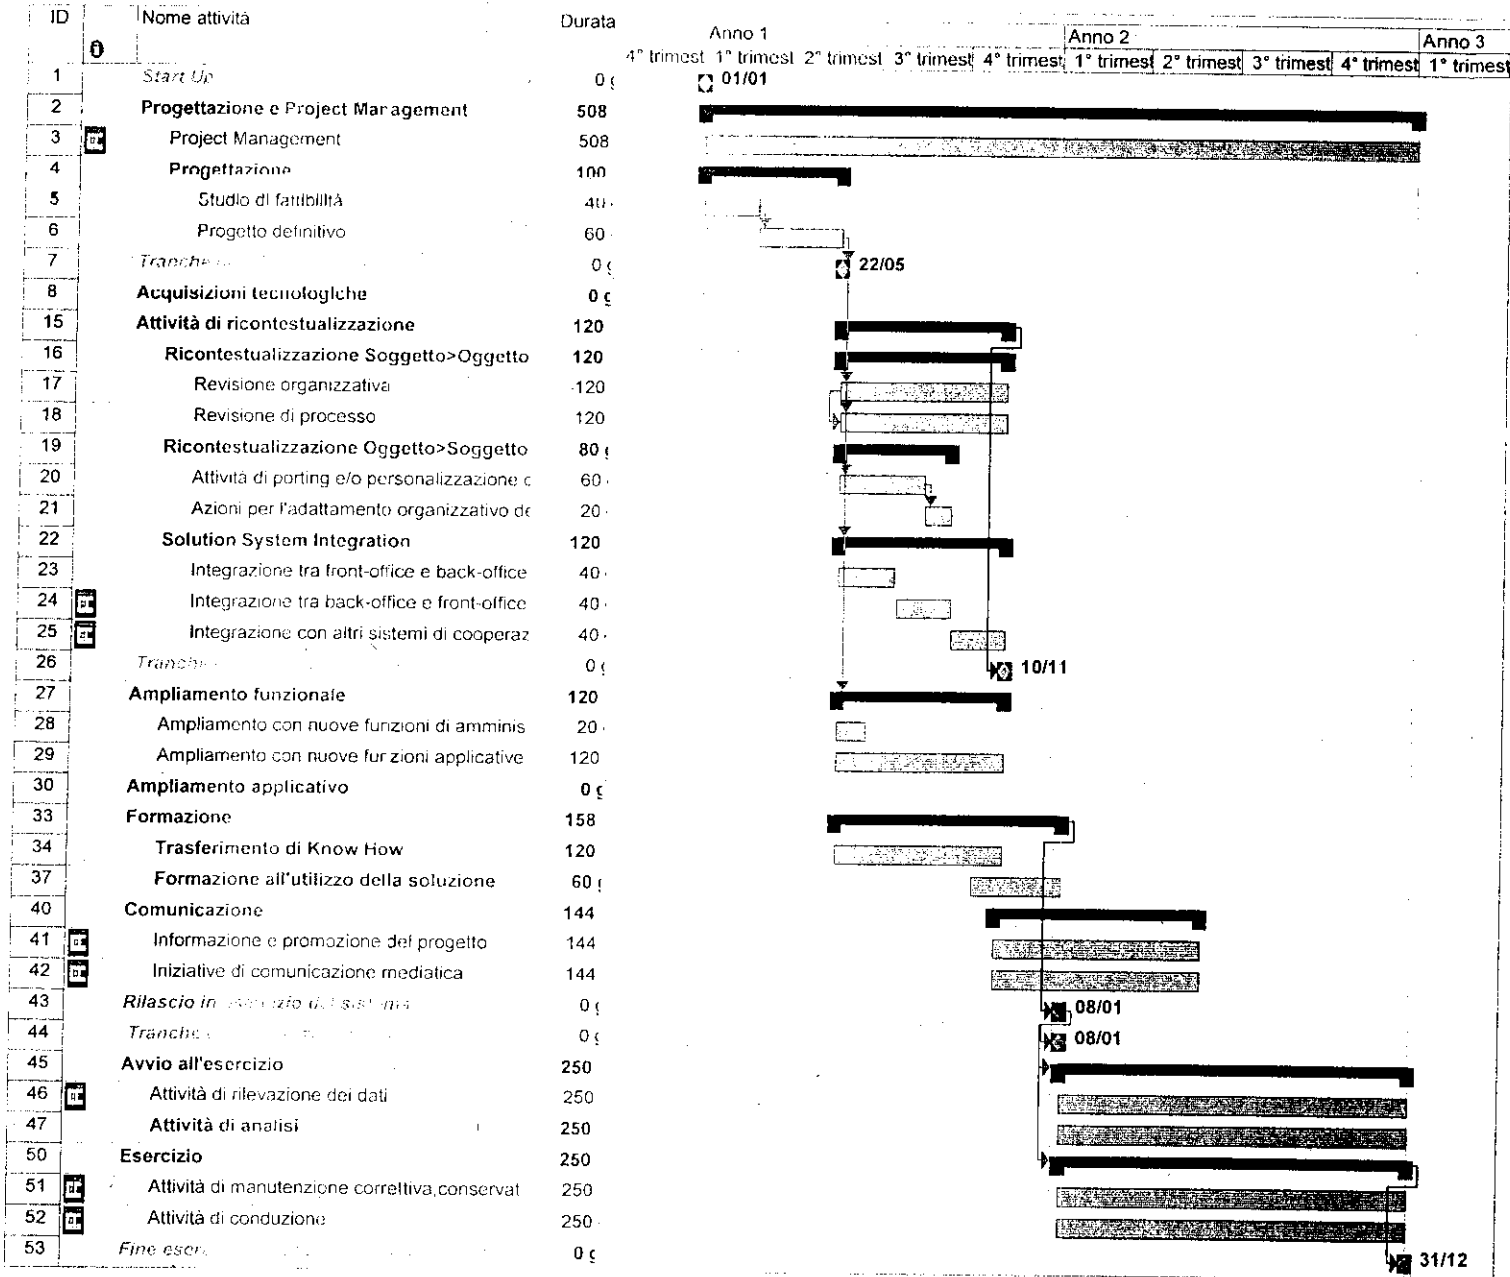 ID Nome attività Durata
Anno 1 Anno 2 Anno 3
4° trimest 1° trimest 2° trimest 3° trimest 4° trimest 1° trimest 2° trimest 3° trimest 4° trimest 1° trimest
1 Start Up 0 g 01/01
2 Progettazione e Project Management 508
3 Project Management 508
4 Progettazione 100
5 Studio di fattibilità 40
6 Progetto definitivo 60
7 Tranche 0 g 22/05
8 Acquisizioni tecnologiche 0 g
15 Attività di ricontestualizzazione 120
16 Ricontestualizzazione Soggetto>Oggetto 120
17 Revisione organizzativa 120
18 Revisione di processo 120
19 Ricontestualizzazione Oggetto>Soggetto 80 g
20 Attività di porting e/o personalizzazione c 60
21 Azioni per l'adattamento organizzativo de 20
22 Solution System Integration 120
23 Integrazione tra front-office e back-office 40
24 Integrazione tra back-office e front-office 40
25 Integrazione con altri sistemi di cooperaz 40
26 Tranche 0 g 10/11
27 Ampliamento funzionale 120
28 Ampliamento con nuove funzioni di amminis 20
29 Ampliamento con nuove funzioni applicative 120
30 Ampliamento applicativo 0 g
33 Formazione 158
34 Trasferimento di Know How 120
37 Formazione all'utilizzo della soluzione 60 g
40 Comunicazione 144
41 Informazione e promozione del progetto 144
42 Iniziative di comunicazione mediatica 144
43 Rilascio in esercizio del sistema 0 g 08/01
44 Tranche 0 g 08/01
45 Avvio all'esercizio 250
46 Attività di rilevazione dei dati 250
47 Attività di analisi 250
50 Esercizio 250
51 Attività di manutenzione correttiva,conservat 250
52 Attività di conduzione 250
53 Fine eser 0 g 31/12